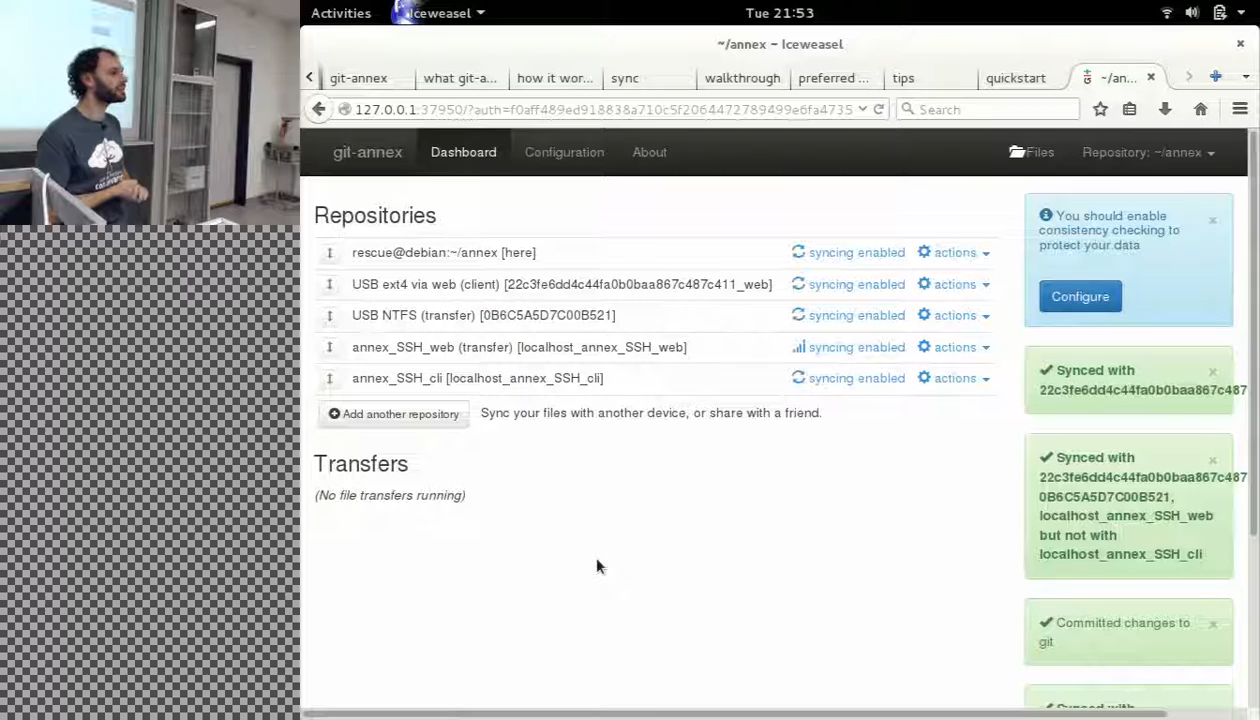 Activities
Iceweasel
Tue 21:53
~/annex – Iceweasel
git-annex
what git-a...
how it wor...
sync
walkthrough
preferred ...
tips
quickstart
~/an...
127.0.0.1:37950/?auth=f0aff489ed918838a710c5f2064472789499e6fa4735
Search
git-annex
Dashboard
Configuration
About
Files
Repository: ~/annex
Repositories
rescue@debian:~/annex [here]
syncing enabled
actions
USB ext4 via web (client) [22c3fe6dd4c44fa0b0baa867c487c411_web]
syncing enabled
actions
USB NTFS (transfer) [0B6C5A5D7C00B521]
syncing enabled
actions
annex_SSH_web (transfer) [localhost_annex_SSH_web]
syncing enabled
actions
annex_SSH_cli [localhost_annex_SSH_cli]
syncing enabled
actions
Add another repository
Sync your files with another device, or share with a friend.
Transfers
(No file transfers running)
You should enable
consistency checking to
protect your data
Configure
Synced with
22c3fe6dd4c44fa0b0baa867c487
Synced with
22c3fe6dd4c44fa0b0baa867c487
0B6C5A5D7C00B521,
localhost_annex_SSH_web
but not with
localhost_annex_SSH_cli
Committed changes to
git
Synced with